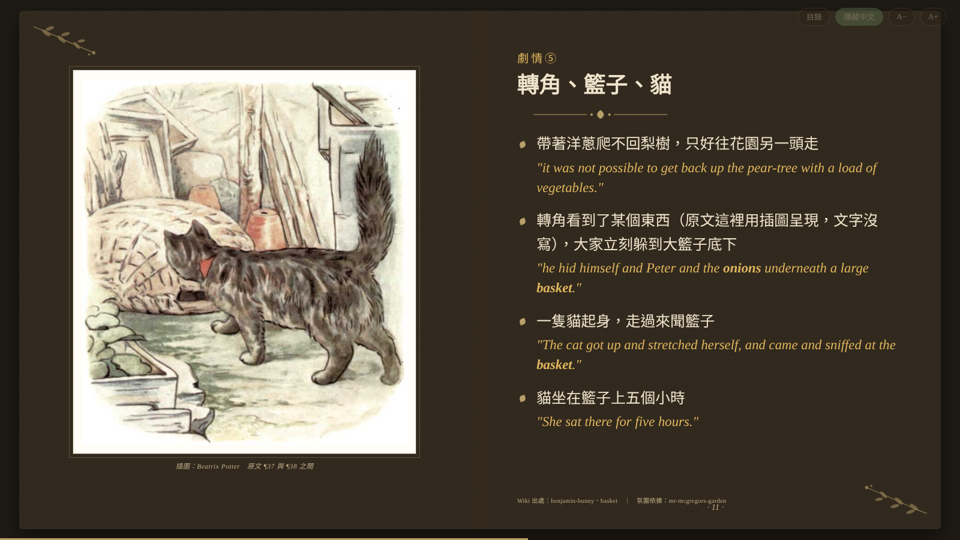 目錄
隱藏中文
A−
A+
劇情⑤
轉角、籃子、貓
帶著洋蔥爬不回梨樹，只好往花園另一頭走
"it was not possible to get back up the pear-tree with a load of
vegetables."
轉角看到了某個東西（原文這裡用插圖呈現，文字沒
寫），大家立刻躲到大籃子底下
"he hid himself and Peter and the onions underneath a large
basket."
一隻貓起身，走過來聞籃子
"The cat got up and stretched herself, and came and sniffed at the
basket."
貓坐在籃子上五個小時
"She sat there for five hours."
插圖：Beatrix Potter　原文 ¶37 與 ¶38 之間
Wiki 出處：benjamin-bunny、basket　|　氛圍依據：mr-mcgregors-garden
· 11 ·